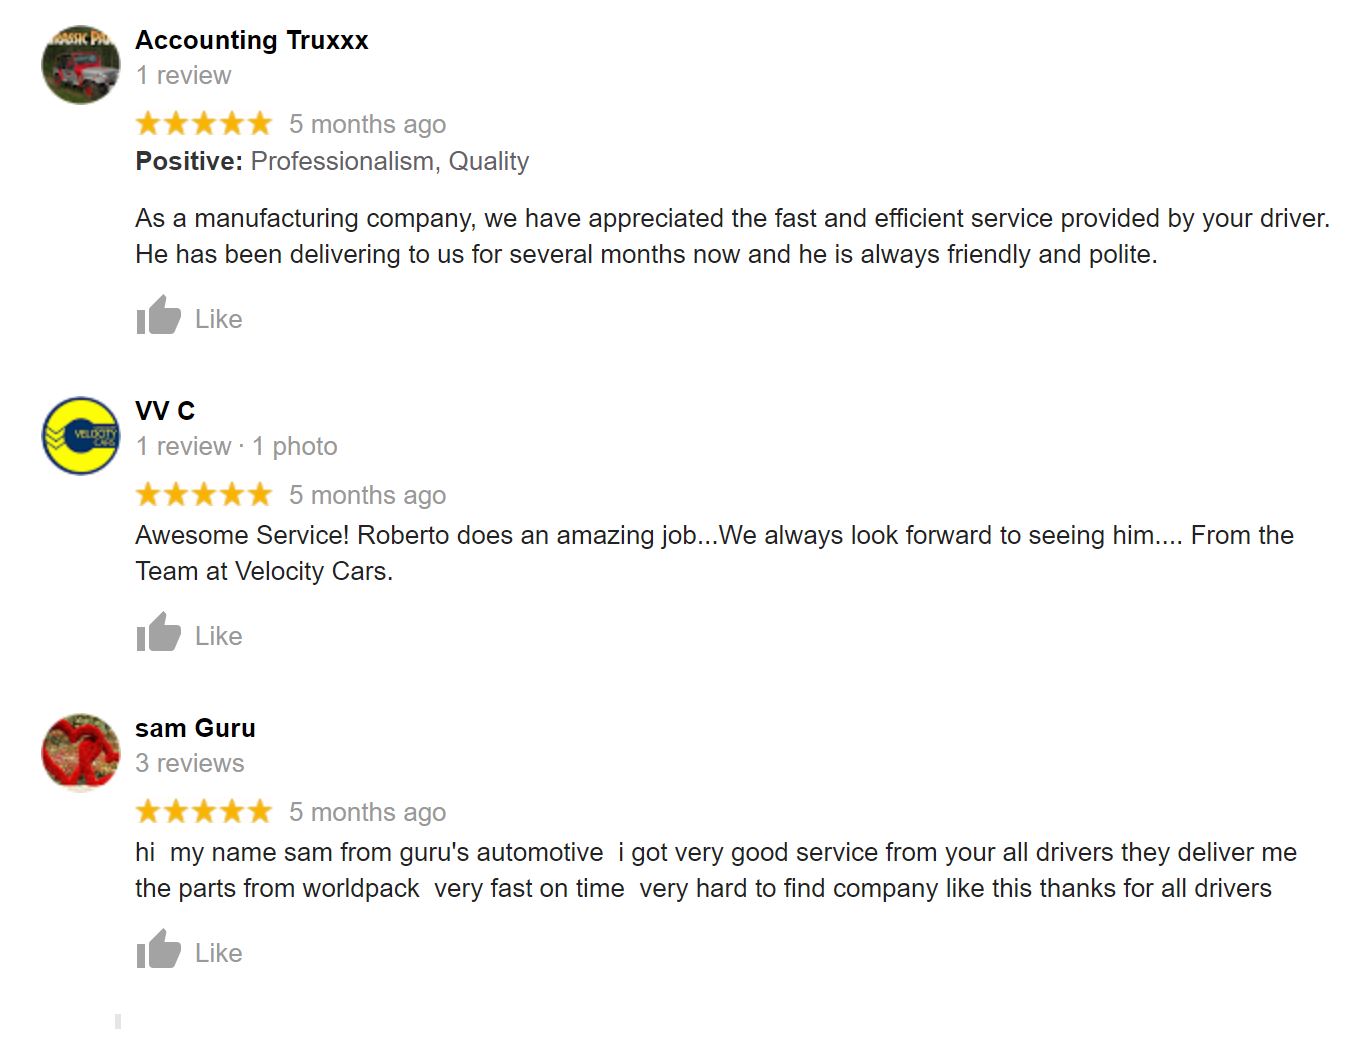 Accounting Truxxx
1 review
5 months ago
Positive: Professionalism, Quality
As a manufacturing company, we have appreciated the fast and efficient service provided by your driver.
He has been delivering to us for several months now and he is always friendly and polite.
Like
VELOCITY
CARS
VV C
1 review · 1 photo
5 months ago
Awesome Service! Roberto does an amazing job...We always look forward to seeing him.... From the
Team at Velocity Cars.
Like
sam Guru
3 reviews
5 months ago
hi  my name sam from guru's automotive  i got very good service from your all drivers they deliver me
the parts from worldpack  very fast on time  very hard to find company like this thanks for all drivers
Like